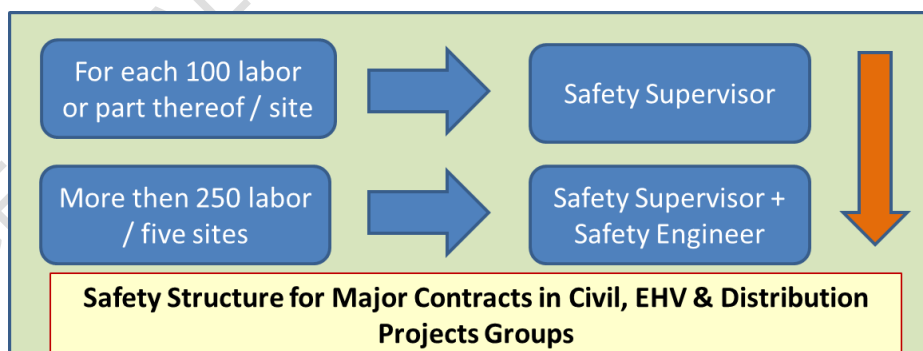 For each 100 labor
or part thereof / site
Safety Supervisor
More then 250 labor
/ five sites
Safety Supervisor +
Safety Engineer
Safety Structure for Major Contracts in Civil, EHV & Distribution
Projects Groups